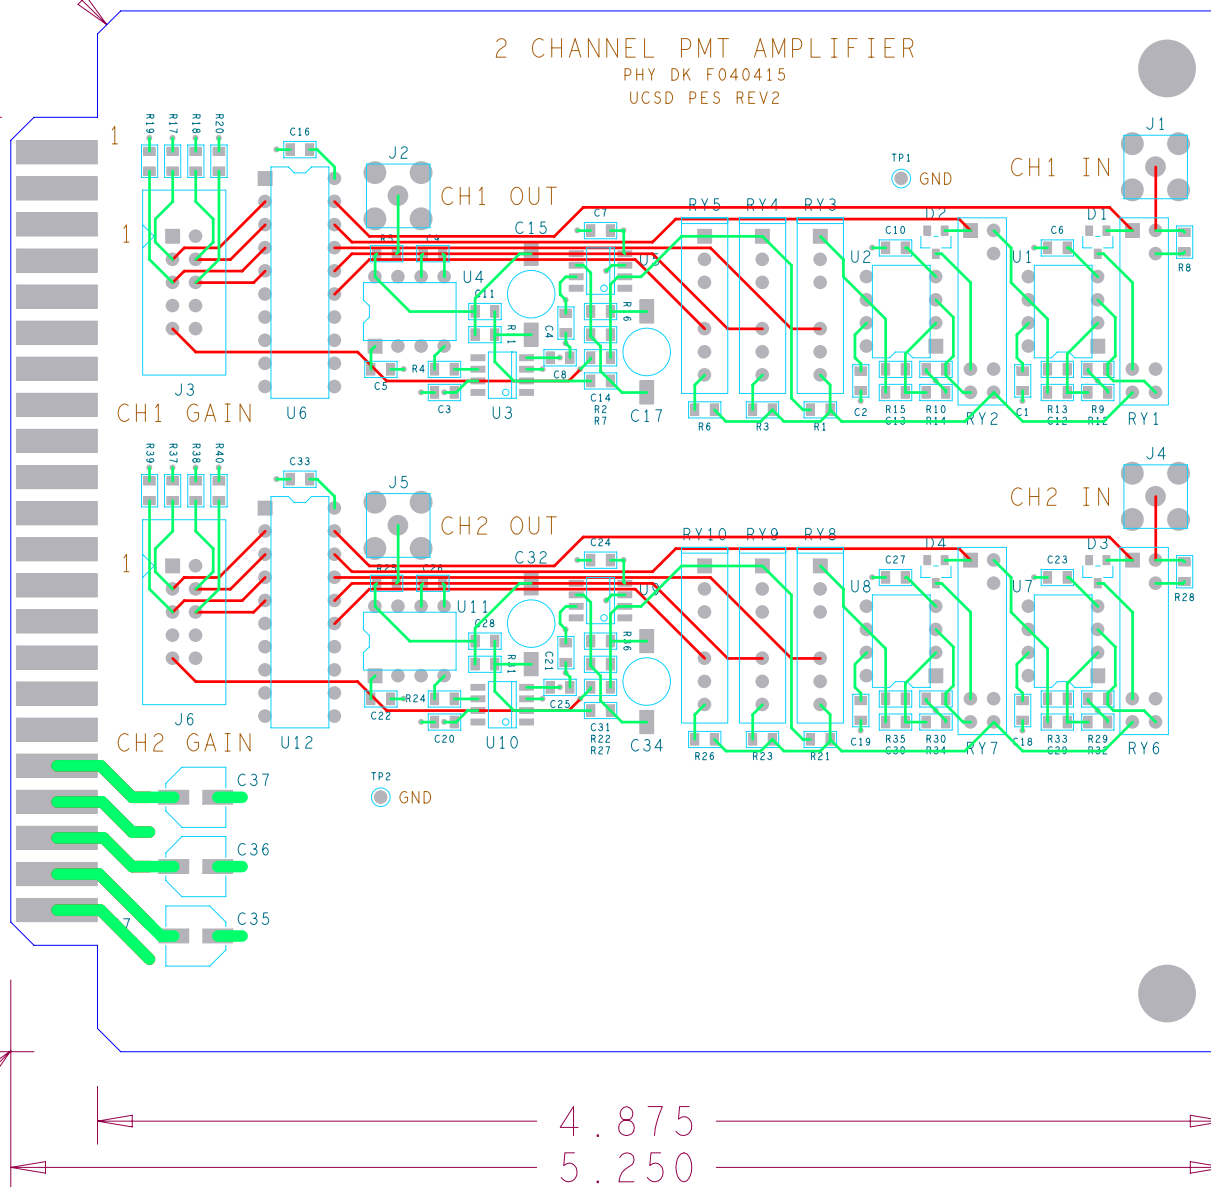 2 CHANNEL PMT AMPLIFIER
PHY DK F040415
UCSD PES REV2
R19 R17 R18 R20
1
C16
J2
CH1 OUT
TP1
GND
J1
CH1 IN
1
C15
C7
RY5 RY4 RY3
D2
D1
C10
C6
R8
C9
U4
U2
U1
C11
R6
C4
R4
C5
C8
C3
U3
J3
CH1 GAIN
U6
C14
R2
R7
C17
R6
R3
R1
C2
R15
C13
R10
R14
RY2
C1
R13
C12
R9
R12
RY1
R39 R37 R38 R40
C33
J5
CH2 OUT
J4
CH2 IN
1
C32
C24
RY10 RY9 RY8
D4
D3
C27
C23
R28
R25
C26
U11
U8
U7
C28
R36
R31
C21
R24
C22
C25
C20
U10
J6
CH2 GAIN
U12
C31
R22
R27
C34
R26
R23
R21
C19
R35
C30
R30
R34
RY7
C18
R33
C29
R29
R32
RY6
TP2
GND
C37
C36
C35
4.875
5.250